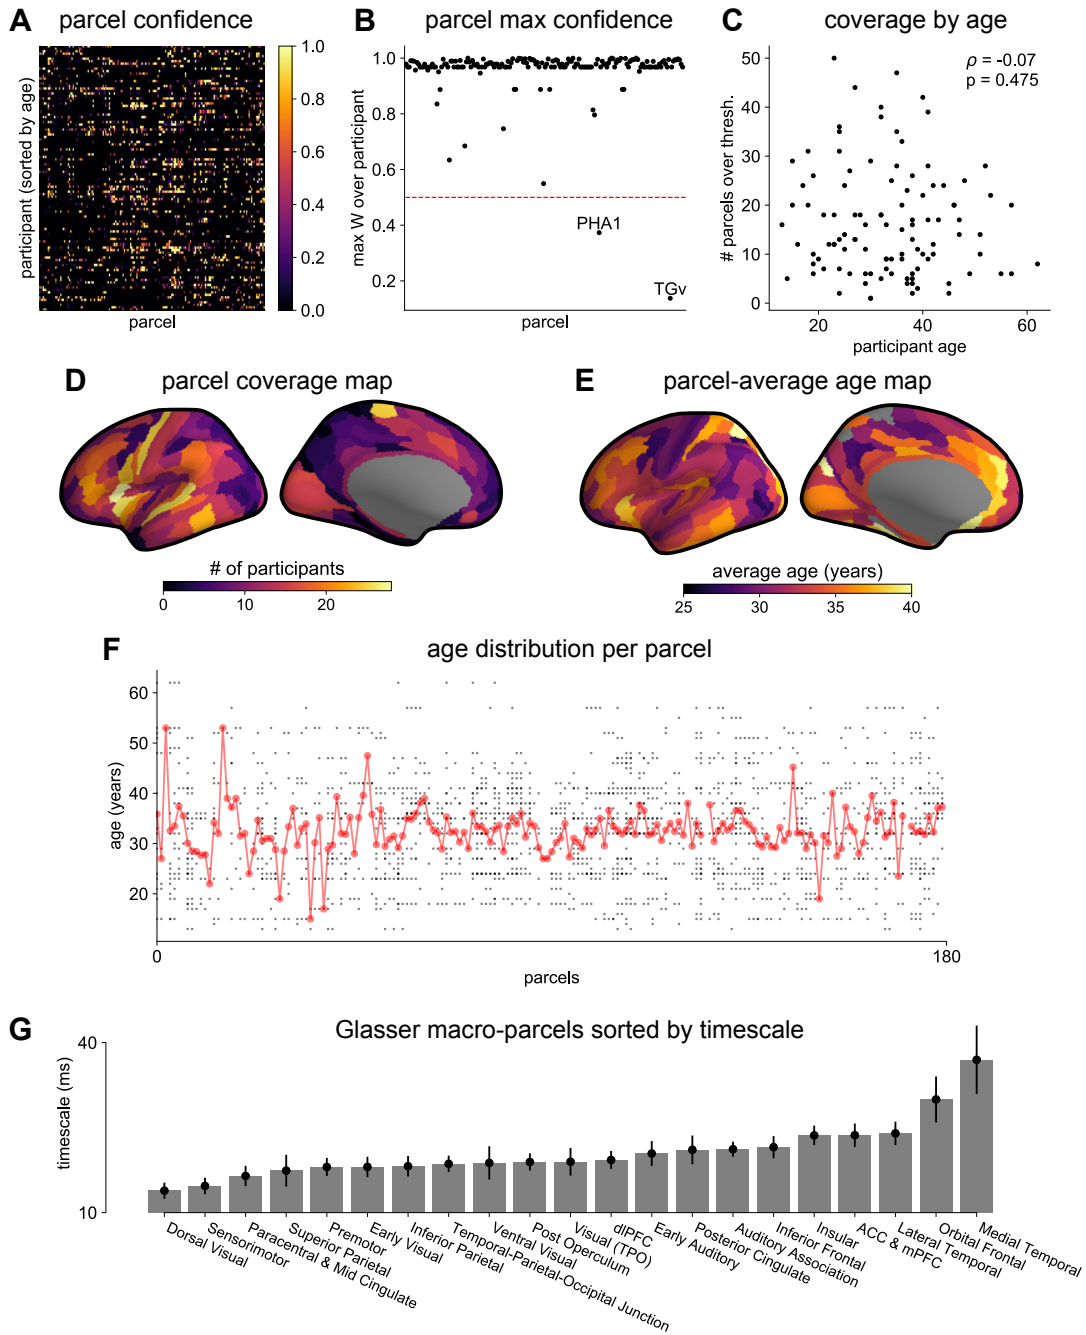 A
parcel confidence
participant (sorted by age)
parcel
1.0
0.8
0.6
0.4
0.2
0.0
B
parcel max confidence
max W over participant
1.0
0.8
0.6
0.4
0.2
PHA1
TGv
parcel
C
coverage by age
# parcels over thresh.
50
40
30
20
10
0
ρ = -0.07
p = 0.475
20
40
60
participant age
D
parcel coverage map
# of participants
0
10
20
E
parcel-average age map
average age (years)
25
30
35
40
F
age distribution per parcel
age (years)
60
50
40
30
20
0
180
parcels
G
Glasser macro-parcels sorted by timescale
timescale (ms)
40
10
Dorsal Visual
Sensorimotor
Paracentral & Mid Cingulate
Superior Parietal
Premotor
Early Visual
Inferior Parietal
Temporal-Parietal-Occipital Junction
Ventral Visual
Post Operculum
Visual (TPO)
dlPFC
Early Auditory
Posterior Cingulate
Auditory Association
Inferior Frontal
Insular
ACC & mPFC
Lateral Temporal
Orbital Frontal
Medial Temporal